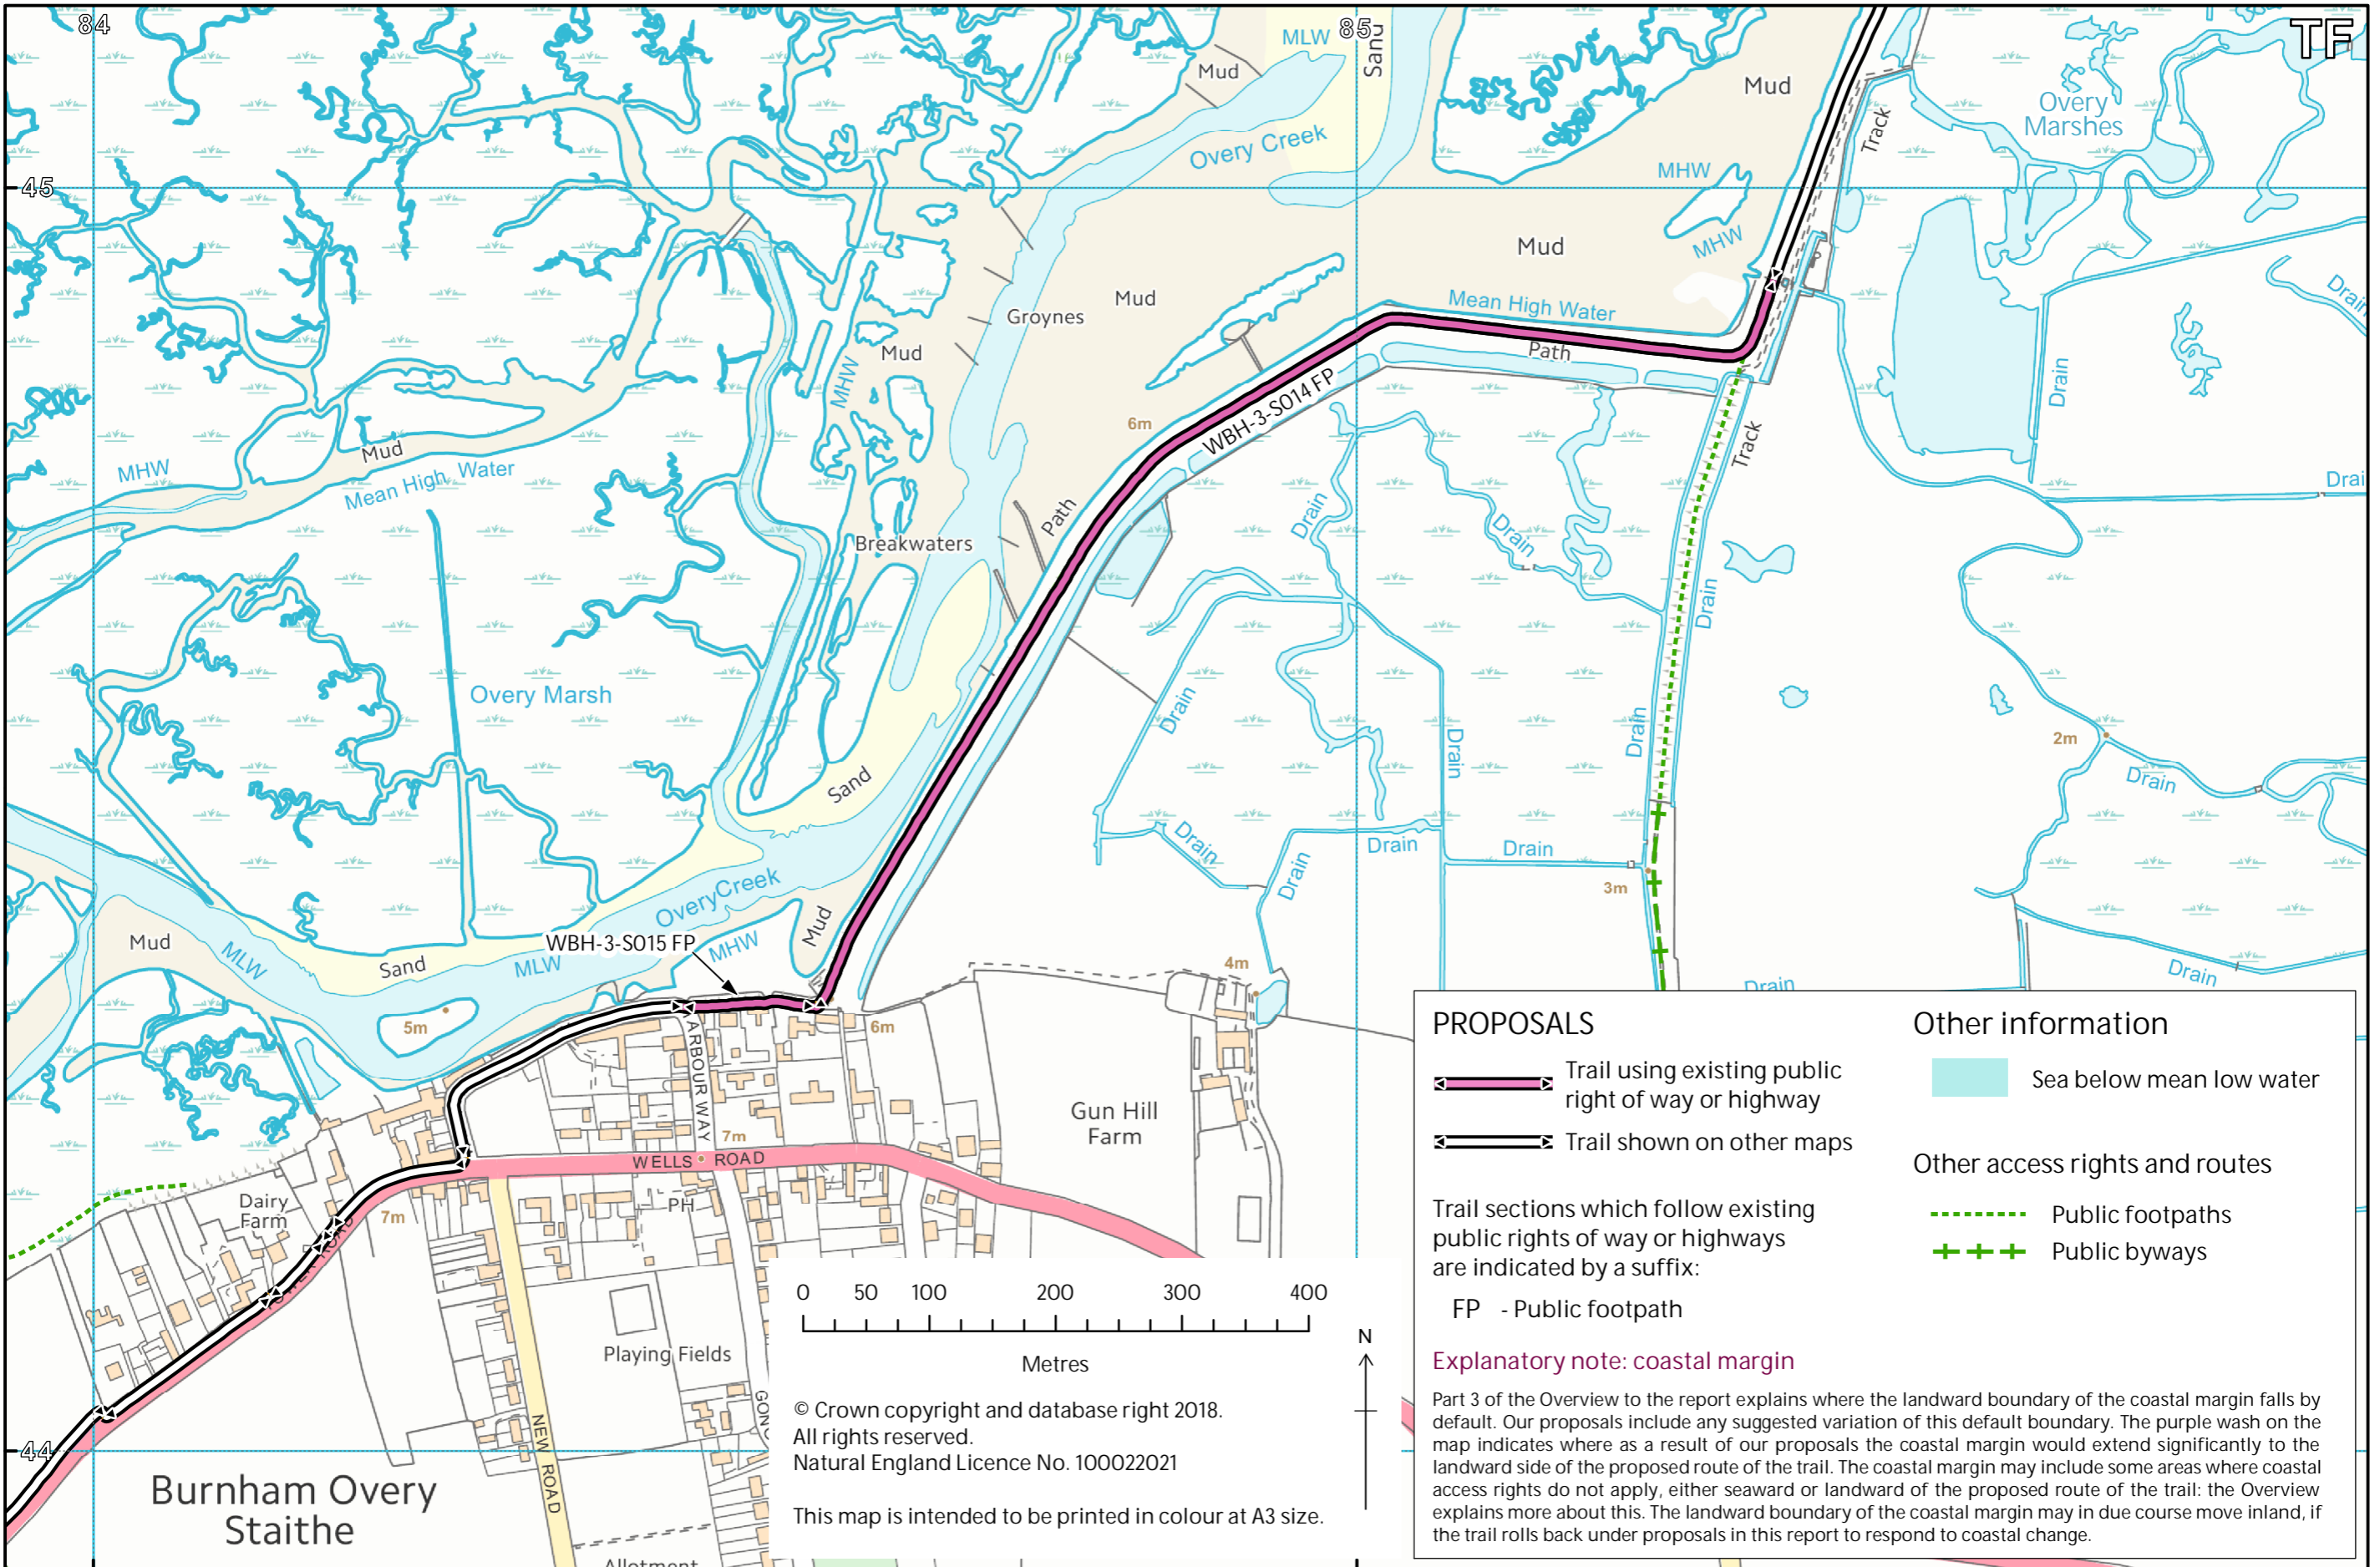 84
85
TF
MLW
Sand
Mud
Mud
Overy
Marshes
Track
Overy Creek
MHW
45
MHW
Mud
Mud
Groynes
Mean High Water
Drain
Mud
MHW
Path
Drain
6m
WBH-3-S014 FP
Track
Mud
MHW
Mean High Water
Path
Drain
Drain
Breakwaters
Drain
Overy Marsh
Drain
Drain
Drain
2m
Drain
Sand
Drain
Drain
Drain
Drain
3m
Overy Creek
Mud
WBH-3-S015 FP
MHW
Mud
MLW
Sand
MLW
4m
Drain
Drain
5m
6m
ARBOUR WAY
Gun Hill
Farm
7m
WELLS ROAD
Dairy
Farm
7m
PH
Playing Fields
NEW ROAD
44
Burnham Overy
Staithe
Allotment
0 50 100 200 300 400
Metres
N
© Crown copyright and database right 2018.
All rights reserved.
Natural England Licence No. 100022021
This map is intended to be printed in colour at A3 size.
PROPOSALS
Trail using existing public
right of way or highway
Trail shown on other maps
Trail sections which follow existing
public rights of way or highways
are indicated by a suffix:
FP - Public footpath
Other information
Sea below mean low water
Other access rights and routes
Public footpaths
Public byways
Explanatory note: coastal margin
Part 3 of the Overview to the report explains where the landward boundary of the coastal margin falls by
default. Our proposals include any suggested variation of this default boundary. The purple wash on the
map indicates where as a result of our proposals the coastal margin would extend significantly to the
landward side of the proposed route of the trail. The coastal margin may include some areas where coastal
access rights do not apply, either seaward or landward of the proposed route of the trail: the Overview
explains more about this. The landward boundary of the coastal margin may in due course move inland, if
the trail rolls back under proposals in this report to respond to coastal change.